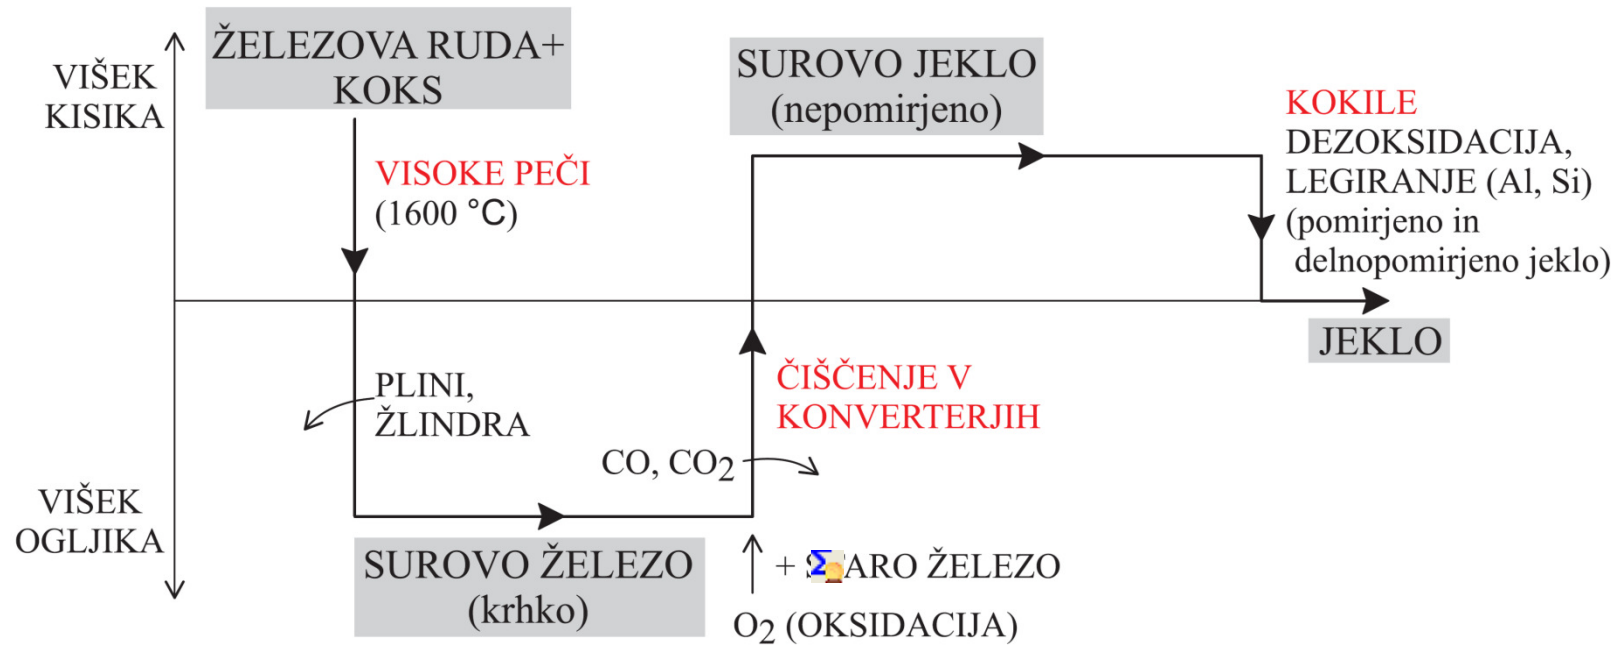 VIŠEK
KISIKA
ŽELEZOVA RUDA+
KOKS
VISOKE PEČI
(1600 °C)
SUROVO JEKLO
(nepomirjeno)
KOKILE
DEZOKSIDACIJA,
LEGIRANJE (Al, Si)
(pomirjeno in
delnopomirjeno jeklo)
JEKLO
PLINI,
ŽLINDRA
ČIŠČENJE V
KONVERTERJIH
CO, CO2
VIŠEK
OGLJIKA
SUROVO ŽELEZO
(krhko)
+ STARO ŽELEZO
O2 (OKSIDACIJA)